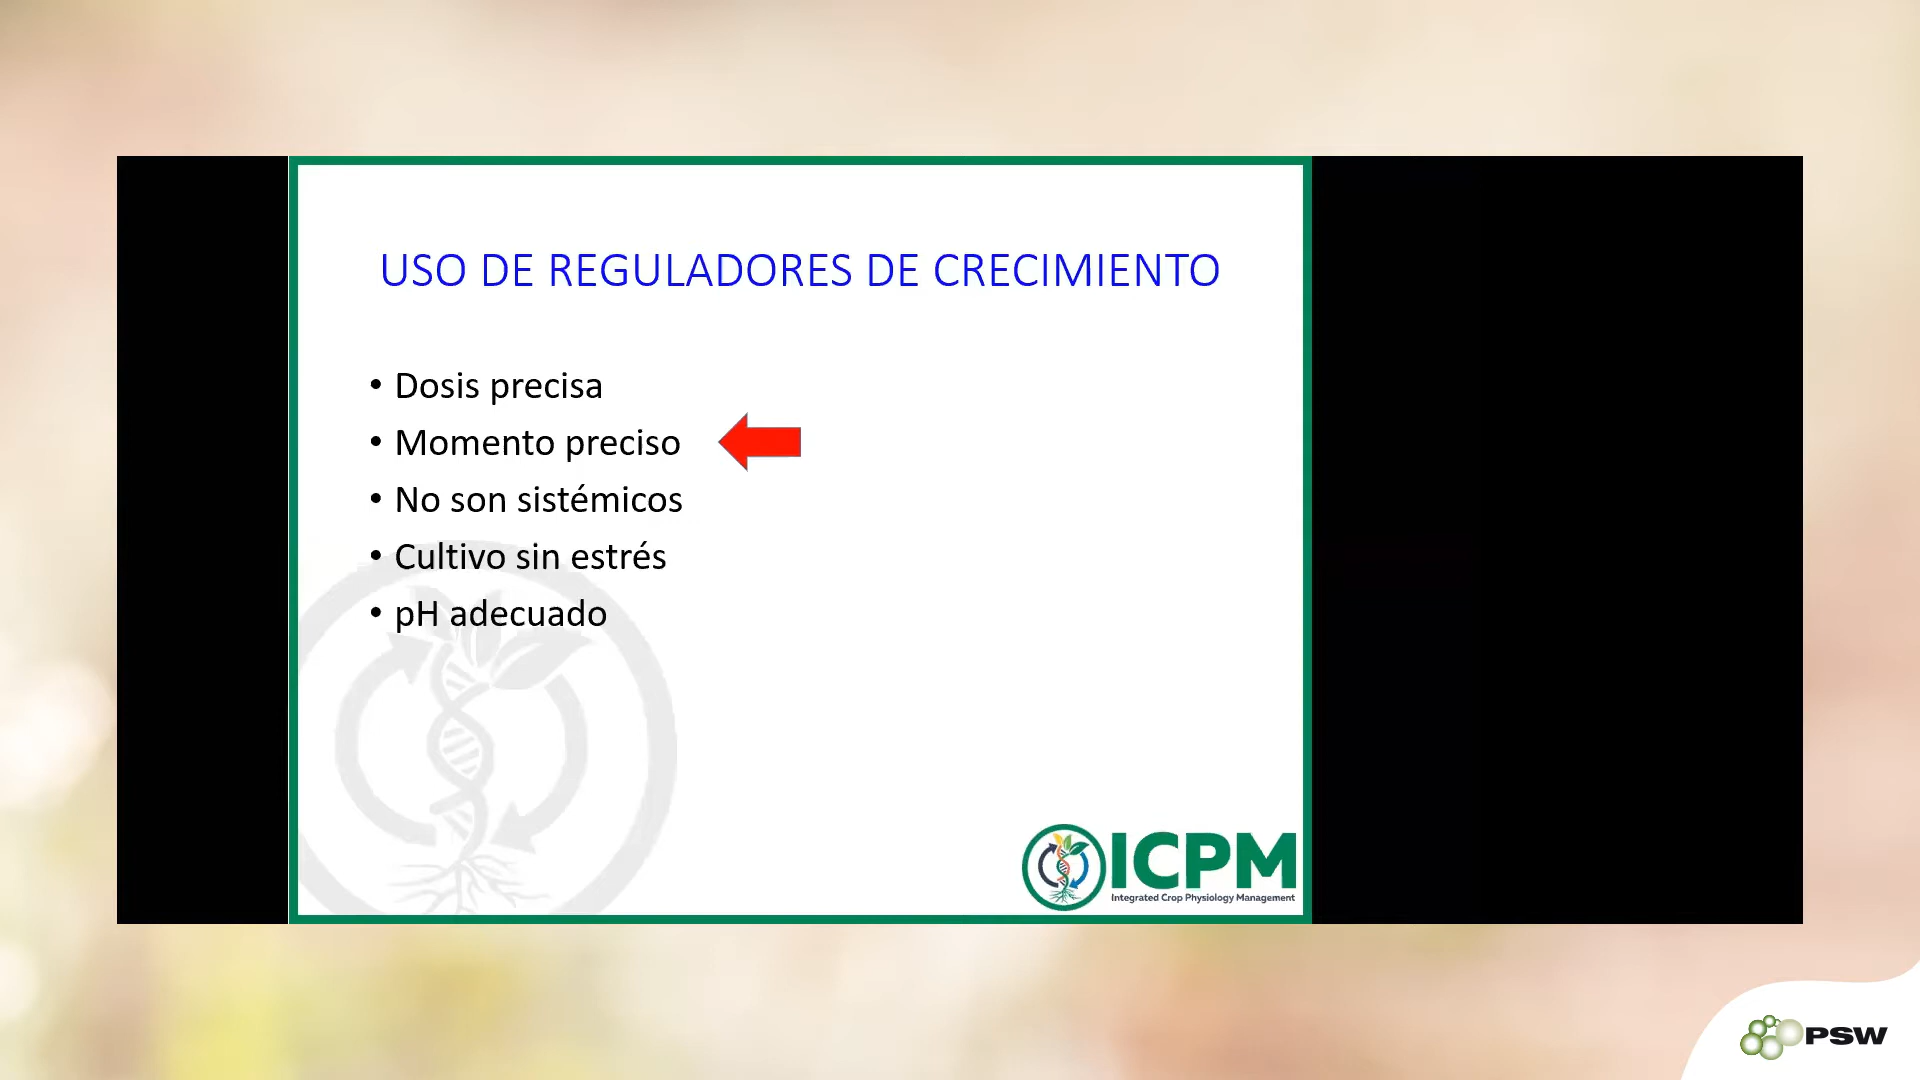 USO DE REGULADORES DE CRECIMIENTO
• Dosis precisa
• Momento preciso
• No son sistémicos
• Cultivo sin estrés
• pH adecuado
ICPM
Integrated Crop Physiology Management
PSW